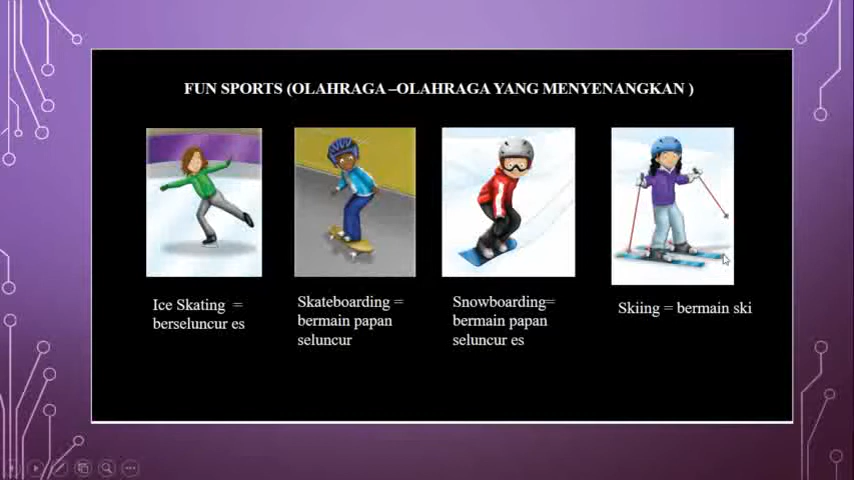 FUN SPORTS (OLAHRAGA –OLAHRAGA YANG MENYENANGKAN )
Ice Skating =
berseluncur es
Skateboarding =
bermain papan
seluncur
Snowboarding=
bermain papan
seluncur es
Skiing = bermain ski